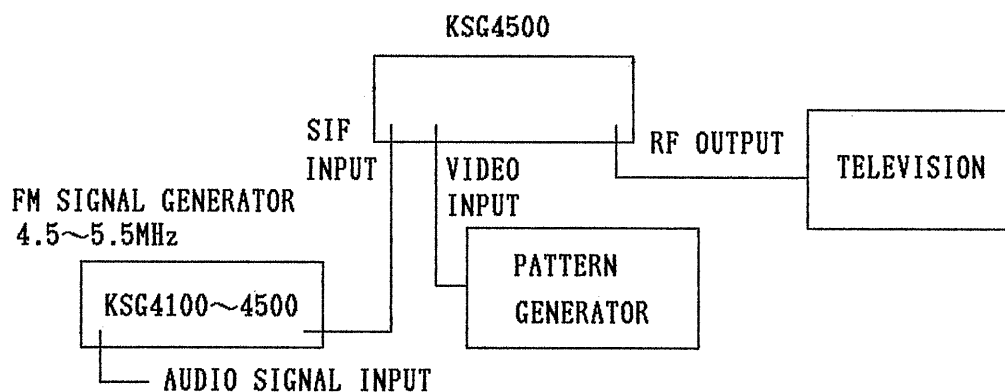 KSG4500
SIF
INPUT
VIDEO
INPUT
RF OUTPUT
TELEVISION
FM SIGNAL GENERATOR
4.5～5.5MHz
KSG4100～4500
PATTERN
GENERATOR
AUDIO SIGNAL INPUT